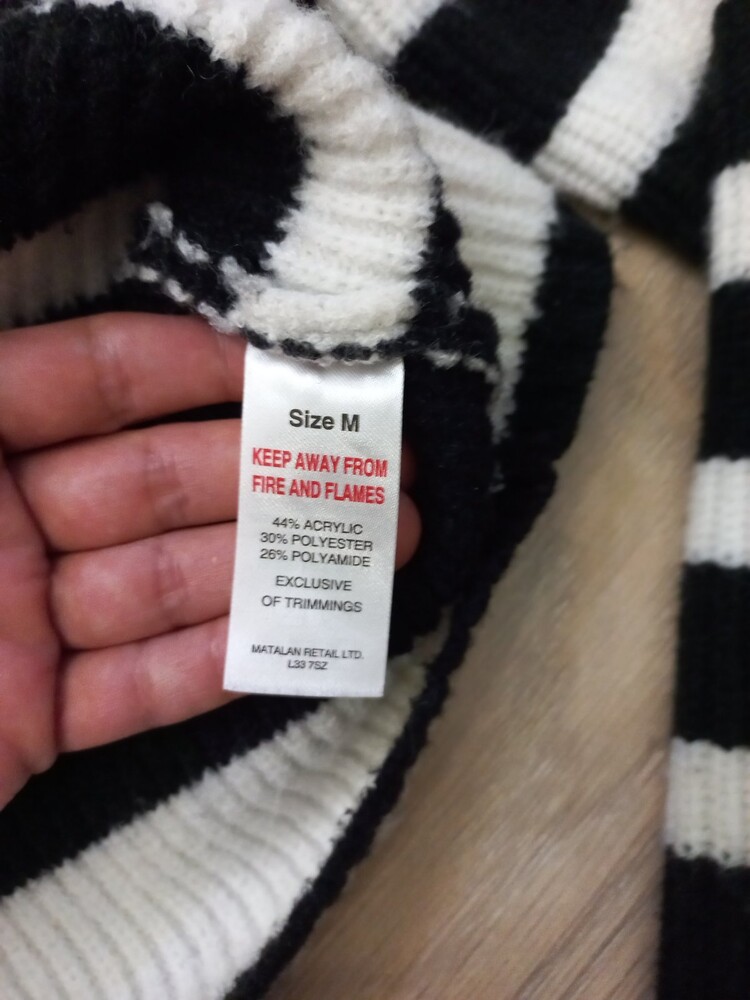 Size M
KEEP AWAY FROM
FIRE AND FLAMES
44% ACRYLIC
30% POLYESTER
26% POLYAMIDE
EXCLUSIVE
OF TRIMMINGS
MATALAN RETAIL LTD.
L33 7SZ